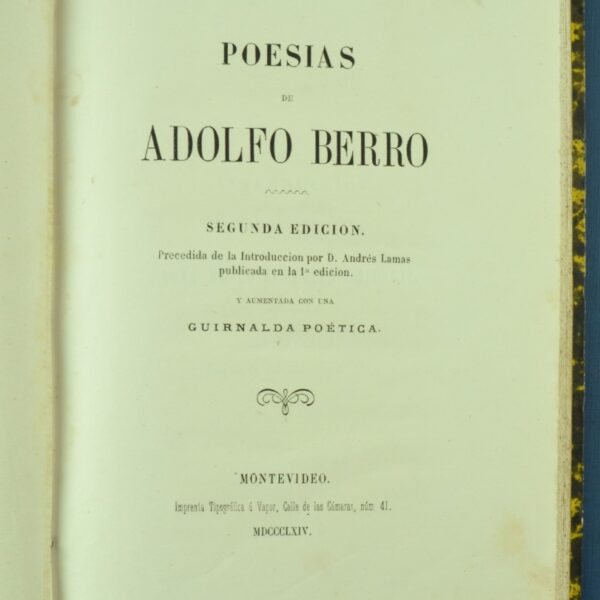 POESIAS
DE
ADOLFO BERRO
SEGUNDA EDICION.
Precedida de la Introduccion por D. Andrés Lamas
publicada en la 1ª edicion.
Y AUMENTADA CON UNA
GUIRNALDA POÉTICA.
MONTEVIDEO.
Imprenta Tipográfica á Vapor, Calle de las Cámaras, núm. 41.
MDCCCLXIV.